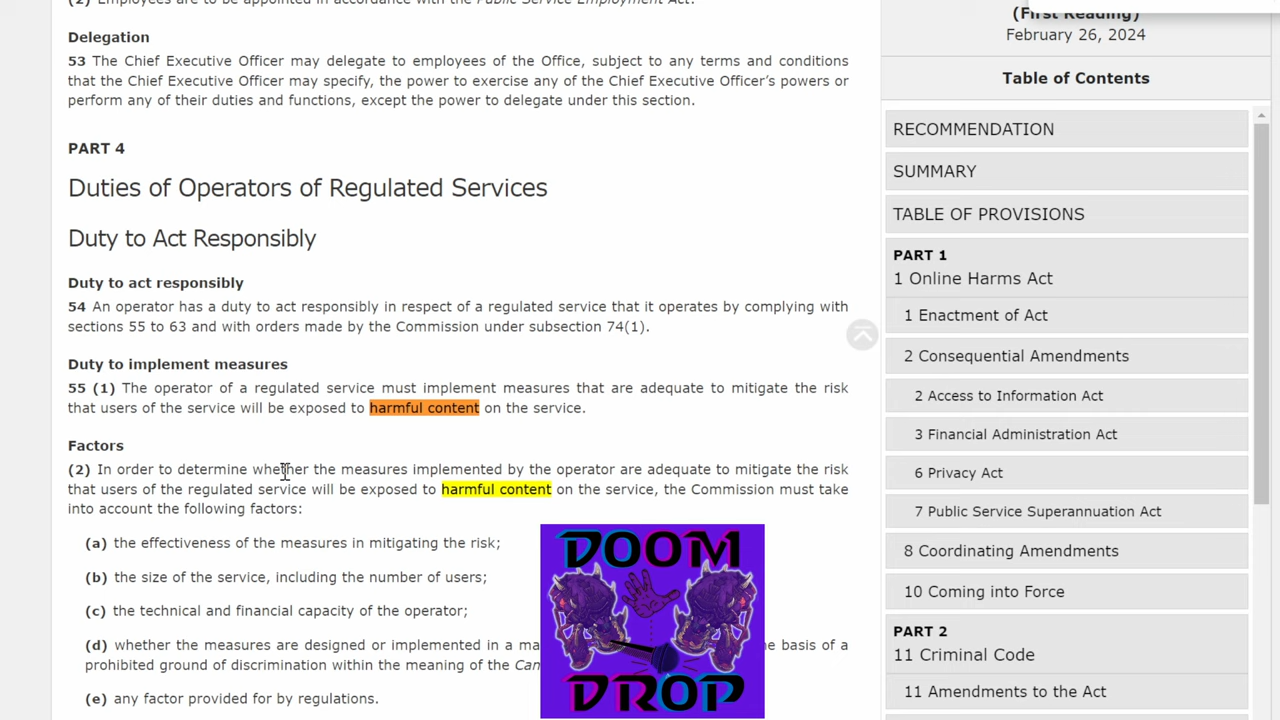 (2) Employees are to be appointed in accordance with the Public Service Employment Act.
Delegation
53 The Chief Executive Officer may delegate to employees of the Office, subject to any terms and conditions
that the Chief Executive Officer may specify, the power to exercise any of the Chief Executive Officer's powers or
perform any of their duties and functions, except the power to delegate under this section.
PART 4
Duties of Operators of Regulated Services
Duty to Act Responsibly
Duty to act responsibly
54 An operator has a duty to act responsibly in respect of a regulated service that it operates by complying with
sections 55 to 63 and with orders made by the Commission under subsection 74(1).
Duty to implement measures
55 (1) The operator of a regulated service must implement measures that are adequate to mitigate the risk
that users of the service will be exposed to harmful content on the service.
Factors
(2) In order to determine whether the measures implemented by the operator are adequate to mitigate the risk
that users of the regulated service will be exposed to harmful content on the service, the Commission must take
into account the following factors:
(a) the effectiveness of the measures in mitigating the risk;
(b) the size of the service, including the number of users;
(c) the technical and financial capacity of the operator;
(d) whether the measures are designed or implemented in a basis of a
prohibited ground of discrimination within the meaning of the
(e) any factor provided for by regulations.
DOOM
DROP
(First Reading)
February 26, 2024
Table of Contents
RECOMMENDATION
SUMMARY
TABLE OF PROVISIONS
PART 1
1 Online Harms Act
1 Enactment of Act
2 Consequential Amendments
2 Access to Information Act
3 Financial Administration Act
6 Privacy Act
7 Public Service Superannuation Act
8 Coordinating Amendments
10 Coming into Force
PART 2
11 Criminal Code
11 Amendments to the Act